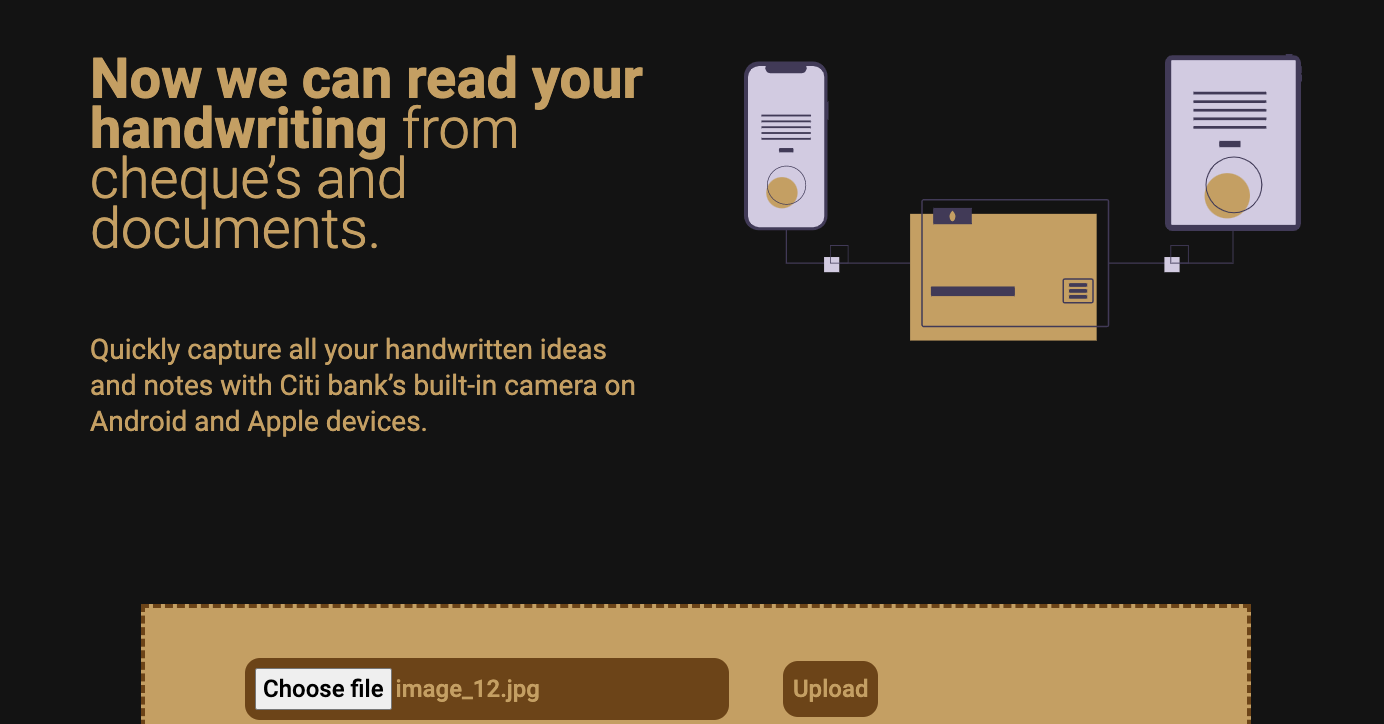 Now we can read your
handwriting from
cheque’s and
documents.
Quickly capture all your handwritten ideas
and notes with Citi bank’s built-in camera on
Android and Apple devices.
Choose file image_12.jpg
Upload